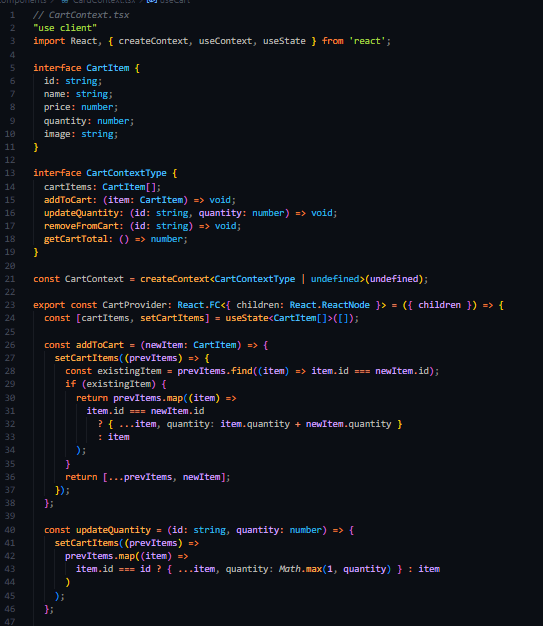 components > CartContext.tsx > useCart
1 // CartContext.tsx
2 "use client"
3 import React, { createContext, useContext, useState } from 'react';
4
5 interface CartItem {
6   id: string;
7   name: string;
8   price: number;
9   quantity: number;
10   image: string;
11 }
12
13 interface CartContextType {
14   cartItems: CartItem[];
15   addToCart: (item: CartItem) => void;
16   updateQuantity: (id: string, quantity: number) => void;
17   removeFromCart: (id: string) => void;
18   getCartTotal: () => number;
19 }
20
21 const CartContext = createContext<CartContextType | undefined>(undefined);
22
23 export const CartProvider: React.FC<{ children: React.ReactNode }> = ({ children }) => {
24   const [cartItems, setCartItems] = useState<CartItem[]>([]);
25
26   const addToCart = (newItem: CartItem) => {
27     setCartItems((prevItems) => {
28       const existingItem = prevItems.find((item) => item.id === newItem.id);
29       if (existingItem) {
30         return prevItems.map((item) =>
31           item.id === newItem.id
32             ? { ...item, quantity: item.quantity + newItem.quantity }
33             : item
34         );
35       }
36       return [...prevItems, newItem];
37     });
38   };
39
40   const updateQuantity = (id: string, quantity: number) => {
41     setCartItems((prevItems) =>
42       prevItems.map((item) =>
43         item.id === id ? { ...item, quantity: Math.max(1, quantity) } : item
44       )
45     );
46   };
47